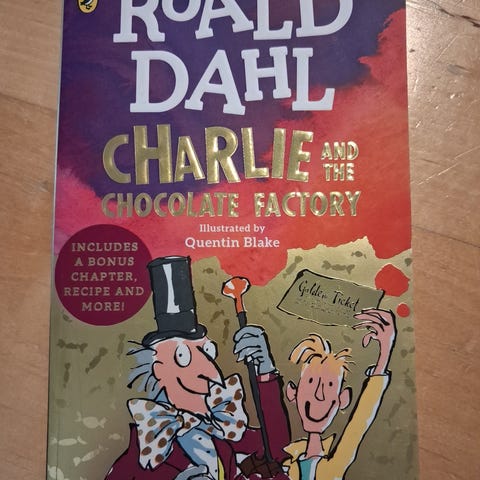 ROALD
DAHL
CHARLIE AND THE
CHOCOLATE FACTORY
Illustrated by
Quentin Blake
INCLUDES
A BONUS
CHAPTER,
RECIPE AND
MORE!
Golden Ticket